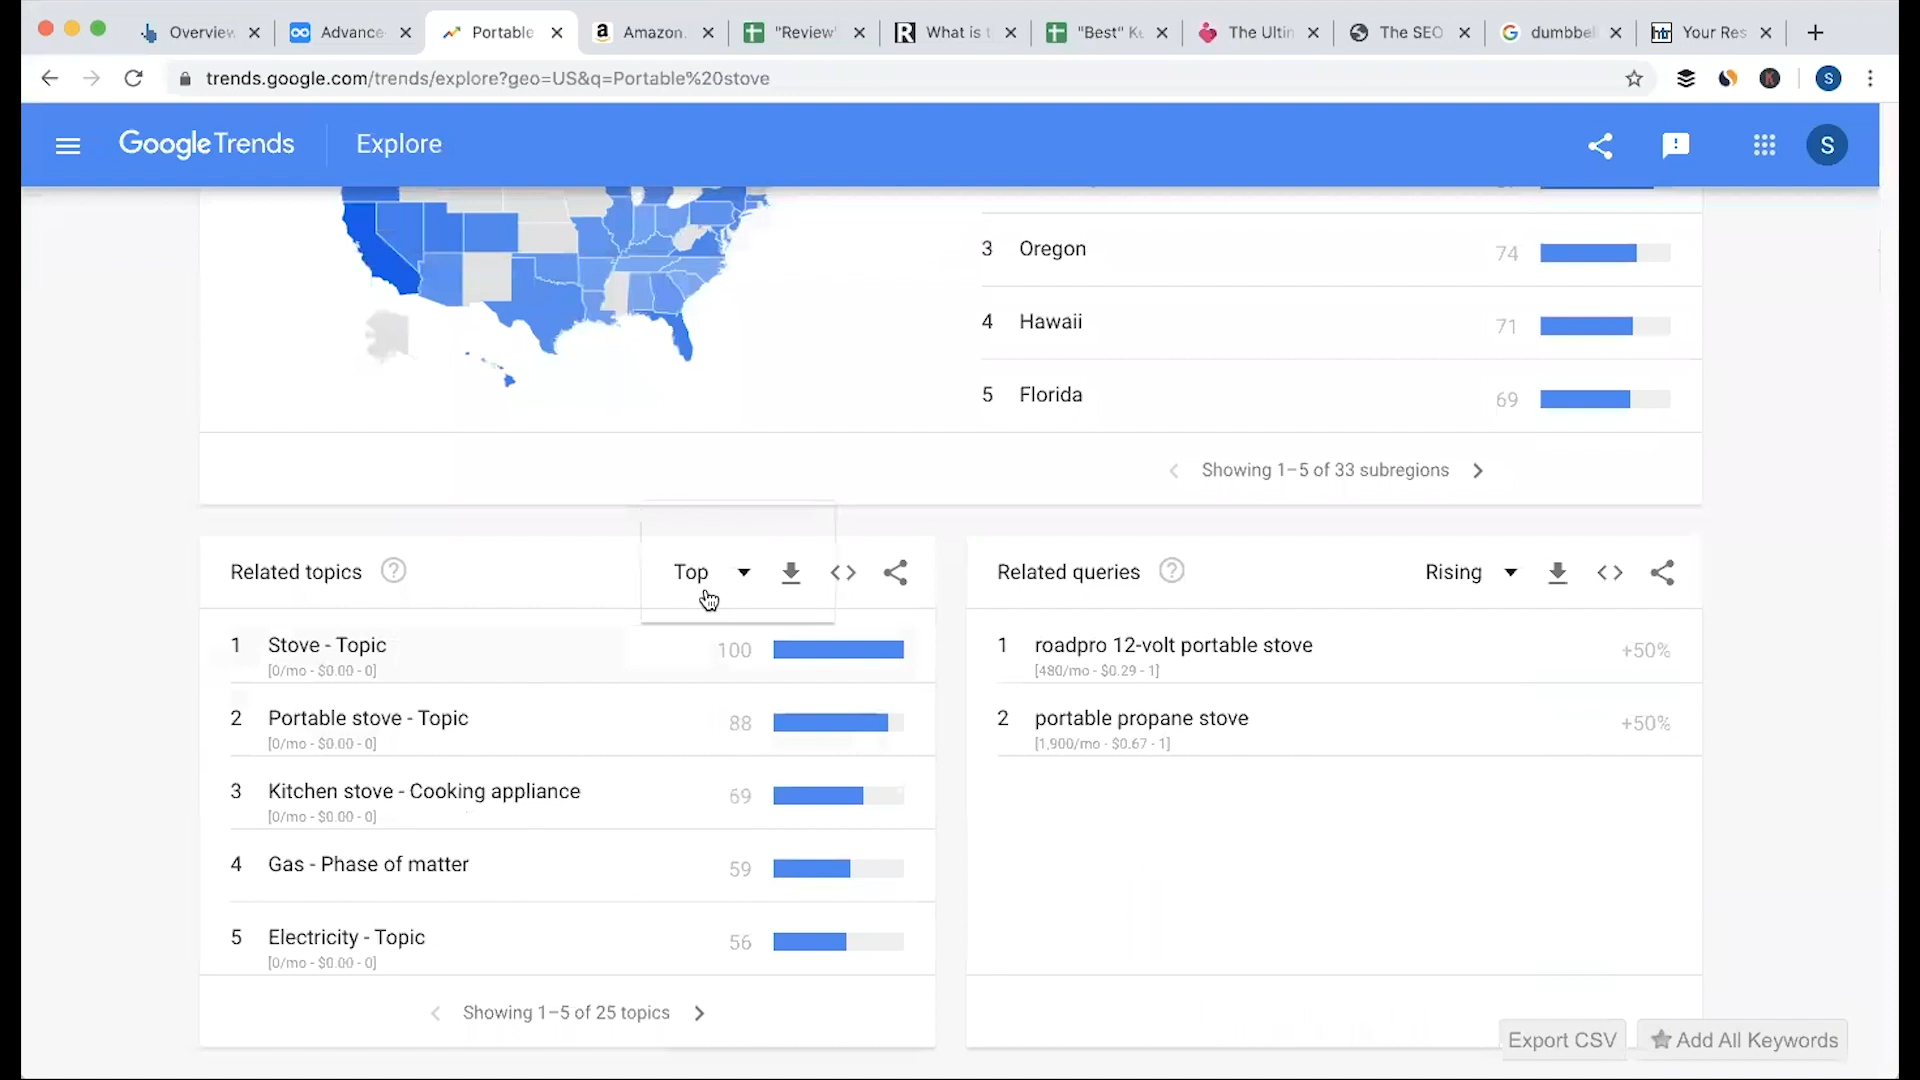 Overview
Advance
Portable
Amazon.
"Review"
What is t
"Best" Ke
The Ultin
The SEO
dumbbel
Your Res
trends.google.com/trends/explore?geo=US&q=Portable%20stove
S
Google Trends
Explore
S
3 Oregon 74
4 Hawaii 71
5 Florida 69
Showing 1–5 of 33 subregions
Related topics
Top
1 Stove - Topic 100
[0/mo - $0.00 - 0]
2 Portable stove - Topic 88
[0/mo - $0.00 - 0]
3 Kitchen stove - Cooking appliance 69
[0/mo - $0.00 - 0]
4 Gas - Phase of matter 59
5 Electricity - Topic 56
[0/mo - $0.00 - 0]
Showing 1–5 of 25 topics
Related queries
Rising
1 roadpro 12-volt portable stove +50%
[480/mo - $0.29 - 1]
2 portable propane stove +50%
[1,900/mo - $0.67 - 1]
Export CSV
Add All Keywords